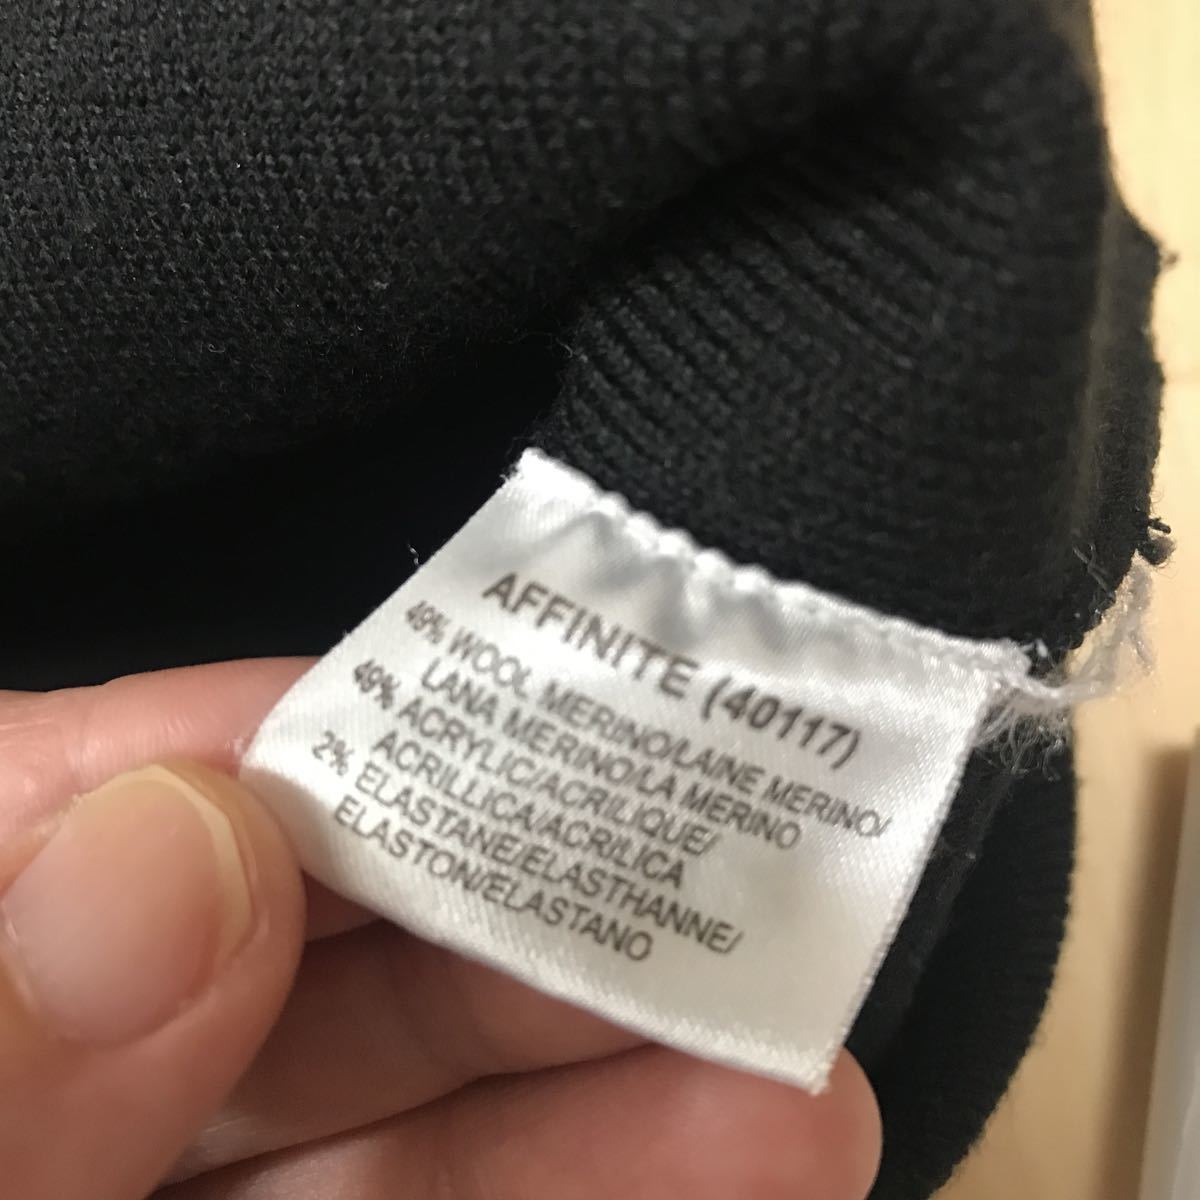 AFFINITE (40117)
49% WOOL MERINO/LAINE MERINO/
LANA MERINO/LA MERINO
49% ACRYLIC/ACRILIQUE/
ACRILLICA/ACRILICA
2% ELASTANE/ELASTHANNE/
ELASTON/ELASTANO